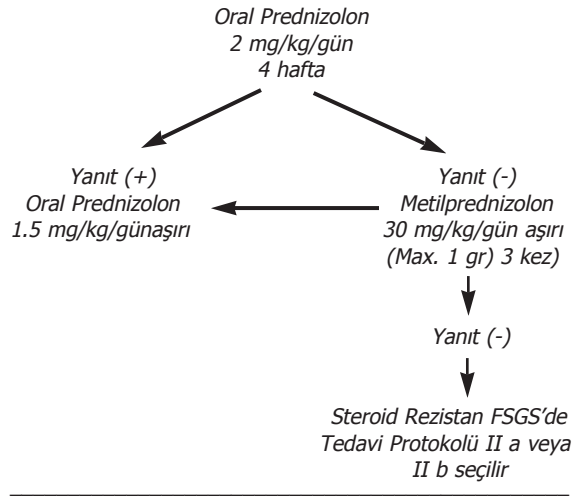 Oral Prednizolon
2 mg/kg/gün
4 hafta
Yanıt (+)
Oral Prednizolon
1.5 mg/kg/günaşırı
Yanıt (-)
Metilprednizolon
30 mg/kg/gün aşırı
(Max. 1 gr) 3 kez)
Yanıt (-)
Steroid Rezistan FSGS’de
Tedavi Protokolü II a veya
II b seçilir